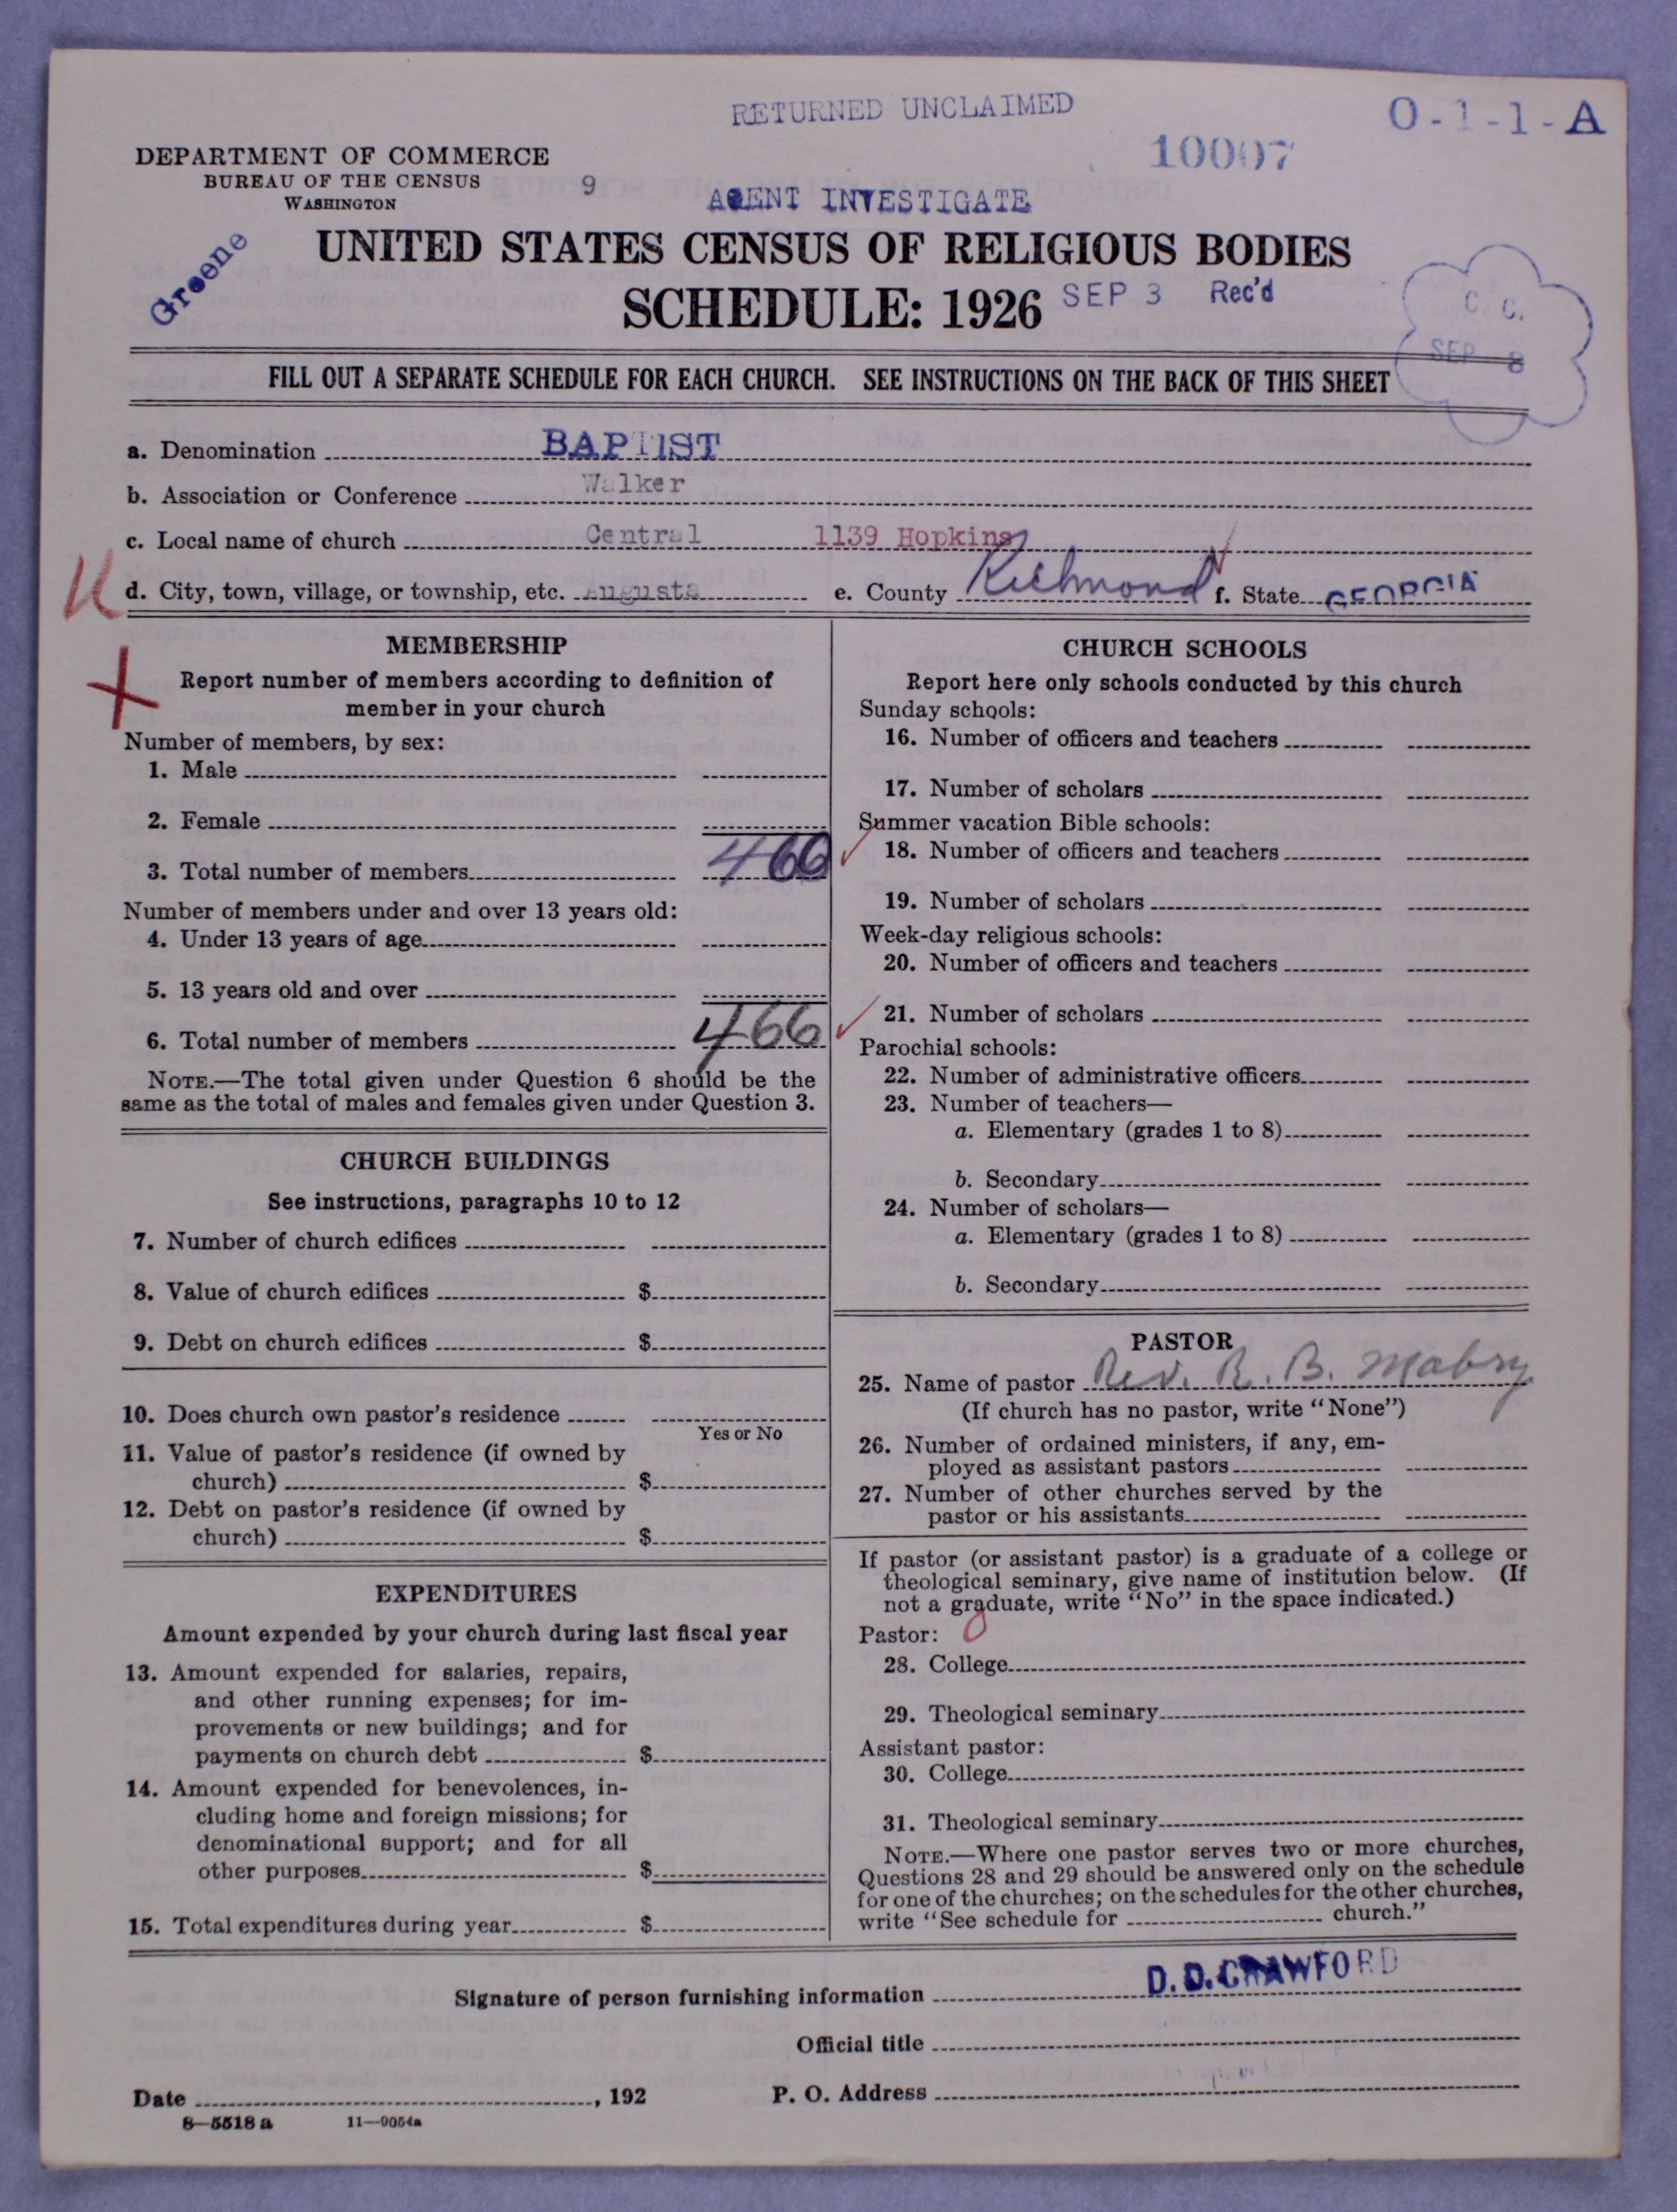 RETURNED UNCLAIMED
O-1-1-A
DEPARTMENT OF COMMERCE
BUREAU OF THE CENSUS
WASHINGTON
9
10007
AGENT INVESTIGATE
Greene
UNITED STATES CENSUS OF RELIGIOUS BODIES
SCHEDULE: 1926
SEP 3 Rec'd
C. C.
SEP 8
FILL OUT A SEPARATE SCHEDULE FOR EACH CHURCH. SEE INSTRUCTIONS ON THE BACK OF THIS SHEET
a. Denomination BAPTIST
b. Association or Conference Walker
c. Local name of church Central 1139 Hopkins
d. City, town, village, or township, etc. Augusta e. County Richmond f. State GEORGIA
MEMBERSHIP
Report number of members according to definition of
member in your church
Number of members, by sex:
1. Male
2. Female
3. Total number of members 466
Number of members under and over 13 years old:
4. Under 13 years of age
5. 13 years old and over
6. Total number of members 466
NOTE.—The total given under Question 6 should be the
same as the total of males and females given under Question 3.
CHURCH BUILDINGS
See instructions, paragraphs 10 to 12
7. Number of church edifices
8. Value of church edifices $
9. Debt on church edifices $
10. Does church own pastor's residence
Yes or No
11. Value of pastor's residence (if owned by
church) $
12. Debt on pastor's residence (if owned by
church) $
EXPENDITURES
Amount expended by your church during last fiscal year
13. Amount expended for salaries, repairs,
and other running expenses; for im-
provements or new buildings; and for
payments on church debt $
14. Amount expended for benevolences, in-
cluding home and foreign missions; for
denominational support; and for all
other purposes $
15. Total expenditures during year $
CHURCH SCHOOLS
Report here only schools conducted by this church
Sunday schools:
16. Number of officers and teachers
17. Number of scholars
Summer vacation Bible schools:
18. Number of officers and teachers
19. Number of scholars
Week-day religious schools:
20. Number of officers and teachers
21. Number of scholars
Parochial schools:
22. Number of administrative officers
23. Number of teachers—
a. Elementary (grades 1 to 8)
b. Secondary
24. Number of scholars—
a. Elementary (grades 1 to 8)
b. Secondary
PASTOR
25. Name of pastor Rev. R. B. Mabry
(If church has no pastor, write "None")
26. Number of ordained ministers, if any, em-
ployed as assistant pastors
27. Number of other churches served by the
pastor or his assistants
If pastor (or assistant pastor) is a graduate of a college or
theological seminary, give name of institution below. (If
not a graduate, write "No" in the space indicated.)
Pastor: 0
28. College
29. Theological seminary
Assistant pastor:
30. College
31. Theological seminary
NOTE.—Where one pastor serves two or more churches,
Questions 28 and 29 should be answered only on the schedule
for one of the churches; on the schedules for the other churches,
write "See schedule for church."
Signature of person furnishing information D. D. CRAWFORD
Official title
Date , 192 P. O. Address
8—5518 a 11—9054a